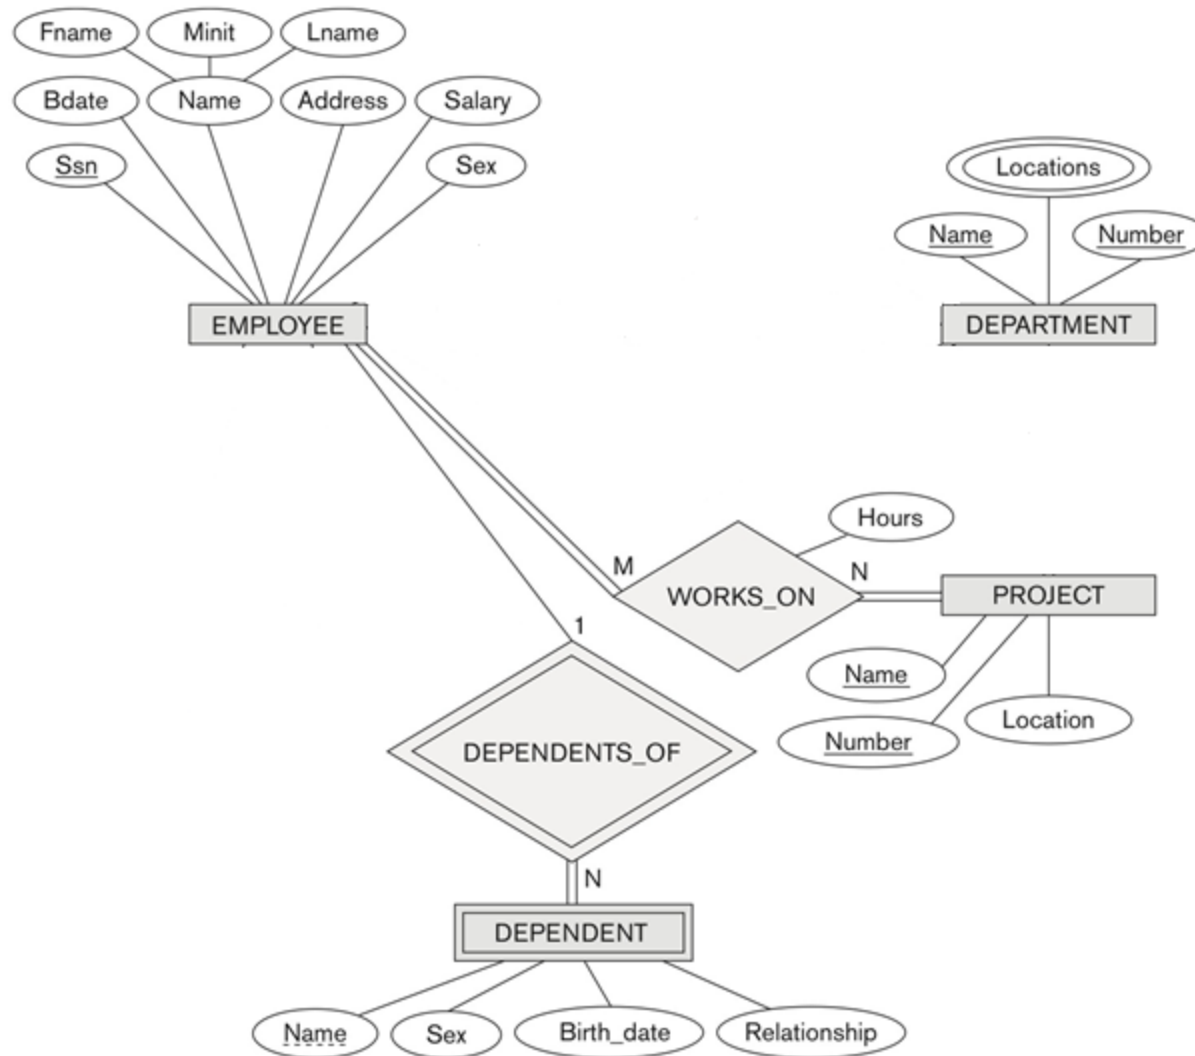 Fname
Minit
Lname
Bdate
Name
Address
Salary
Ssn
Sex
Locations
Name
Number
EMPLOYEE
DEPARTMENT
Hours
M
WORKS_ON
N
PROJECT
1
Name
Location
Number
DEPENDENTS_OF
N
DEPENDENT
Name
Sex
Birth_date
Relationship